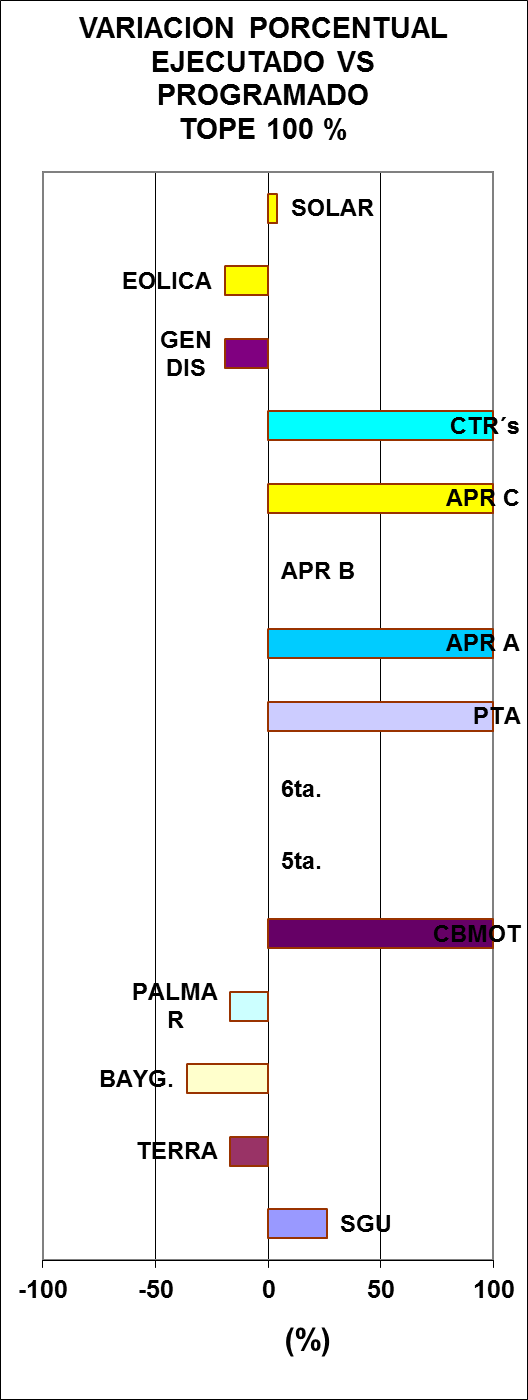 VARIACION PORCENTUAL
EJECUTADO VS
PROGRAMADO
TOPE 100 %
SOLAR
EOLICA
GEN
DIS
CTR´s
APR C
APR B
APR A
PTA
6ta.
5ta.
CBMOT
PALMA
R
BAYG.
TERRA
SGU
-100 -50 0 50 100
(%)